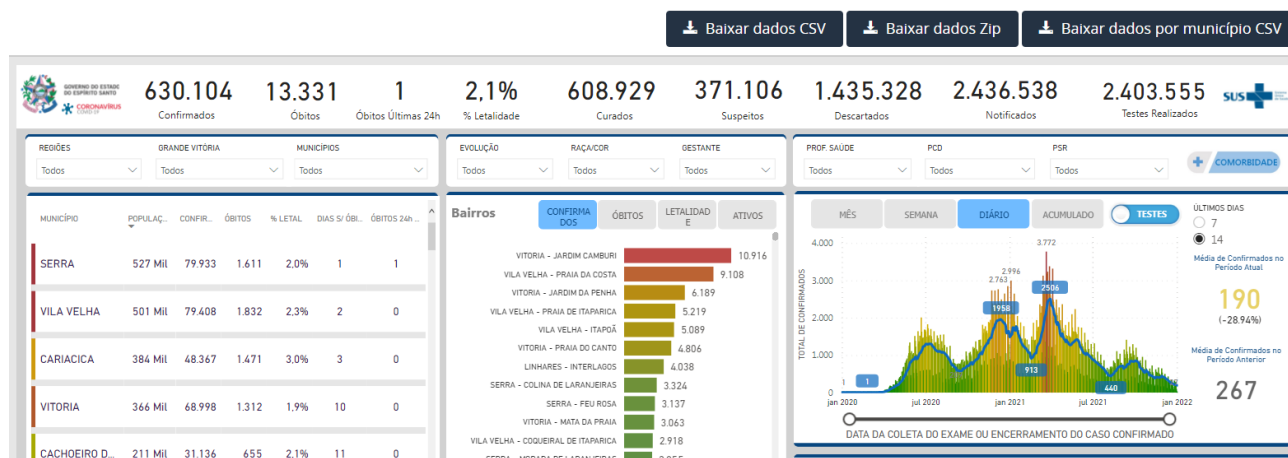 Baixar dados CSV
Baixar dados Zip
Baixar dados por município CSV
GOVERNO DO ESTADO
DO ESPÍRITO SANTO
CORONAVÍRUS
COVID-19
630.104
Confirmados
13.331
Óbitos
1
Óbitos Últimas 24h
2,1%
% Letalidade
608.929
Curados
371.106
Suspeitos
1.435.328
Descartados
2.436.538
Notificados
2.403.555
Testes Realizados
SUS
REGIÕES
Todos
GRANDE VITÓRIA
Todos
MUNICÍPIOS
Todos
EVOLUÇÃO
Todos
RAÇA/COR
Todos
GESTANTE
Todos
PROF. SAÚDE
Todos
PCD
Todos
PSR
Todos
+ COMORBIDADE
MUNICÍPIO POPULAÇ... CONFIR... ÓBITOS % LETAL DIAS S/ ÓBI... ÓBITOS 24h ...
SERRA 527 Mil 79.933 1.611 2,0% 1 1
VILA VELHA 501 Mil 79.408 1.832 2,3% 2 0
CARIACICA 384 Mil 48.367 1.471 3,0% 3 0
VITORIA 366 Mil 68.998 1.312 1,9% 10 0
CACHOEIRO D... 211 Mil 31.136 655 2,1% 11 0
Bairros
CONFIRMA
DOS
ÓBITOS
LETALIDAD
E
ATIVOS
VITORIA - JARDIM CAMBURI 10.916
VILA VELHA - PRAIA DA COSTA 9.108
VITORIA - JARDIM DA PENHA 6.189
VILA VELHA - PRAIA DE ITAPARICA 5.219
VILA VELHA - ITAPOÃ 5.089
VITORIA - PRAIA DO CANTO 4.806
LINHARES - INTERLAGOS 4.038
SERRA - COLINA DE LARANJEIRAS 3.324
SERRA - FEU ROSA 3.137
VITORIA - MATA DA PRAIA 3.063
VILA VELHA - COQUEIRAL DE ITAPARICA 2.918
MÊS
SEMANA
DIÁRIO
ACUMULADO
TESTES
ÚLTIMOS DIAS
7
14
TOTAL DE CONFIRMADOS
4.000
3.000
2.000
1.000
0
1
1
2.763
2.996
3.772
1958
2506
913
440
jan 2020 jul 2020 jan 2021 jul 2021 jan 2022
DATA DA COLETA DO EXAME OU ENCERRAMENTO DO CASO CONFIRMADO
Média de Confirmados no
Período Atual
190
(-28.94%)
Média de Confirmados no
Período Anterior
267